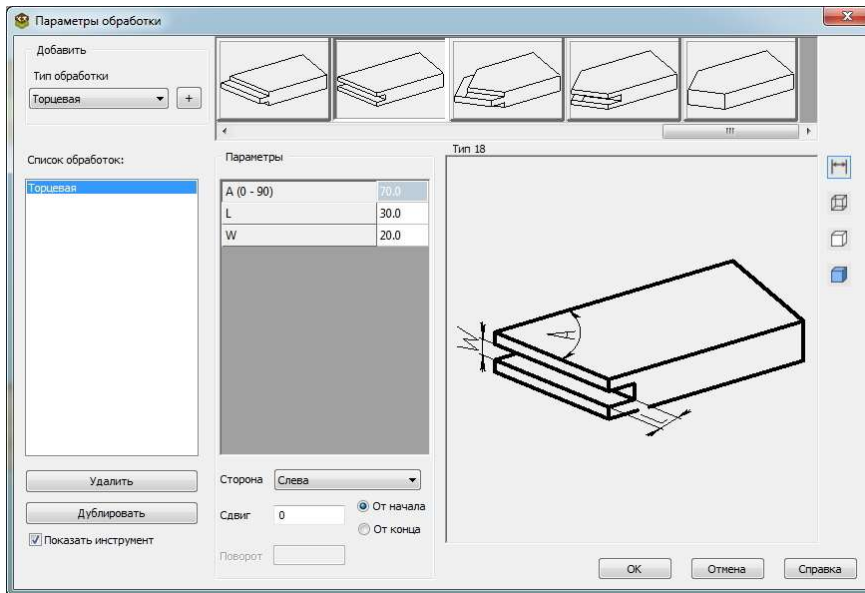 Параметры обработки
Добавить
Тип обработки
Торцевая
+
Список обработок:
Торцевая
Удалить
Дублировать
Показать инструмент
Параметры
A (0 - 90) 70.0
L 30.0
W 20.0
Сторона Слева
Сдвиг 0
От начала
От конца
Поворот
Тип 18
W
A
L
OK
Отмена
Справка